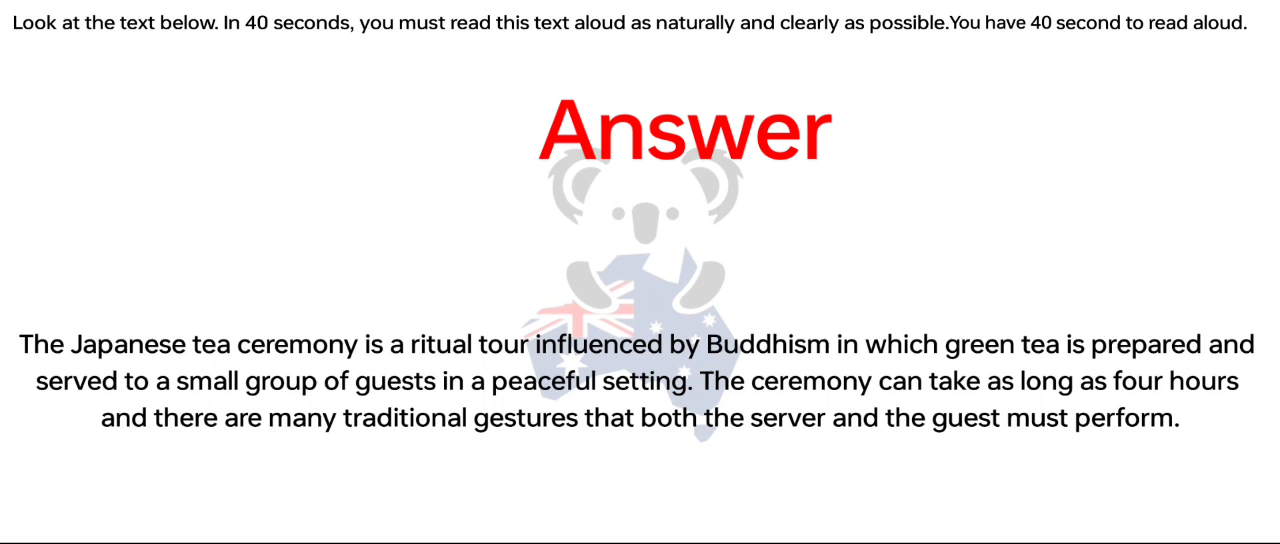 Look at the text below. In 40 seconds, you must read this text aloud as naturally and clearly as possible.You have 40 second to read aloud.
Answer
The Japanese tea ceremony is a ritual tour influenced by Buddhism in which green tea is prepared and
served to a small group of guests in a peaceful setting. The ceremony can take as long as four hours
and there are many traditional gestures that both the server and the guest must perform.